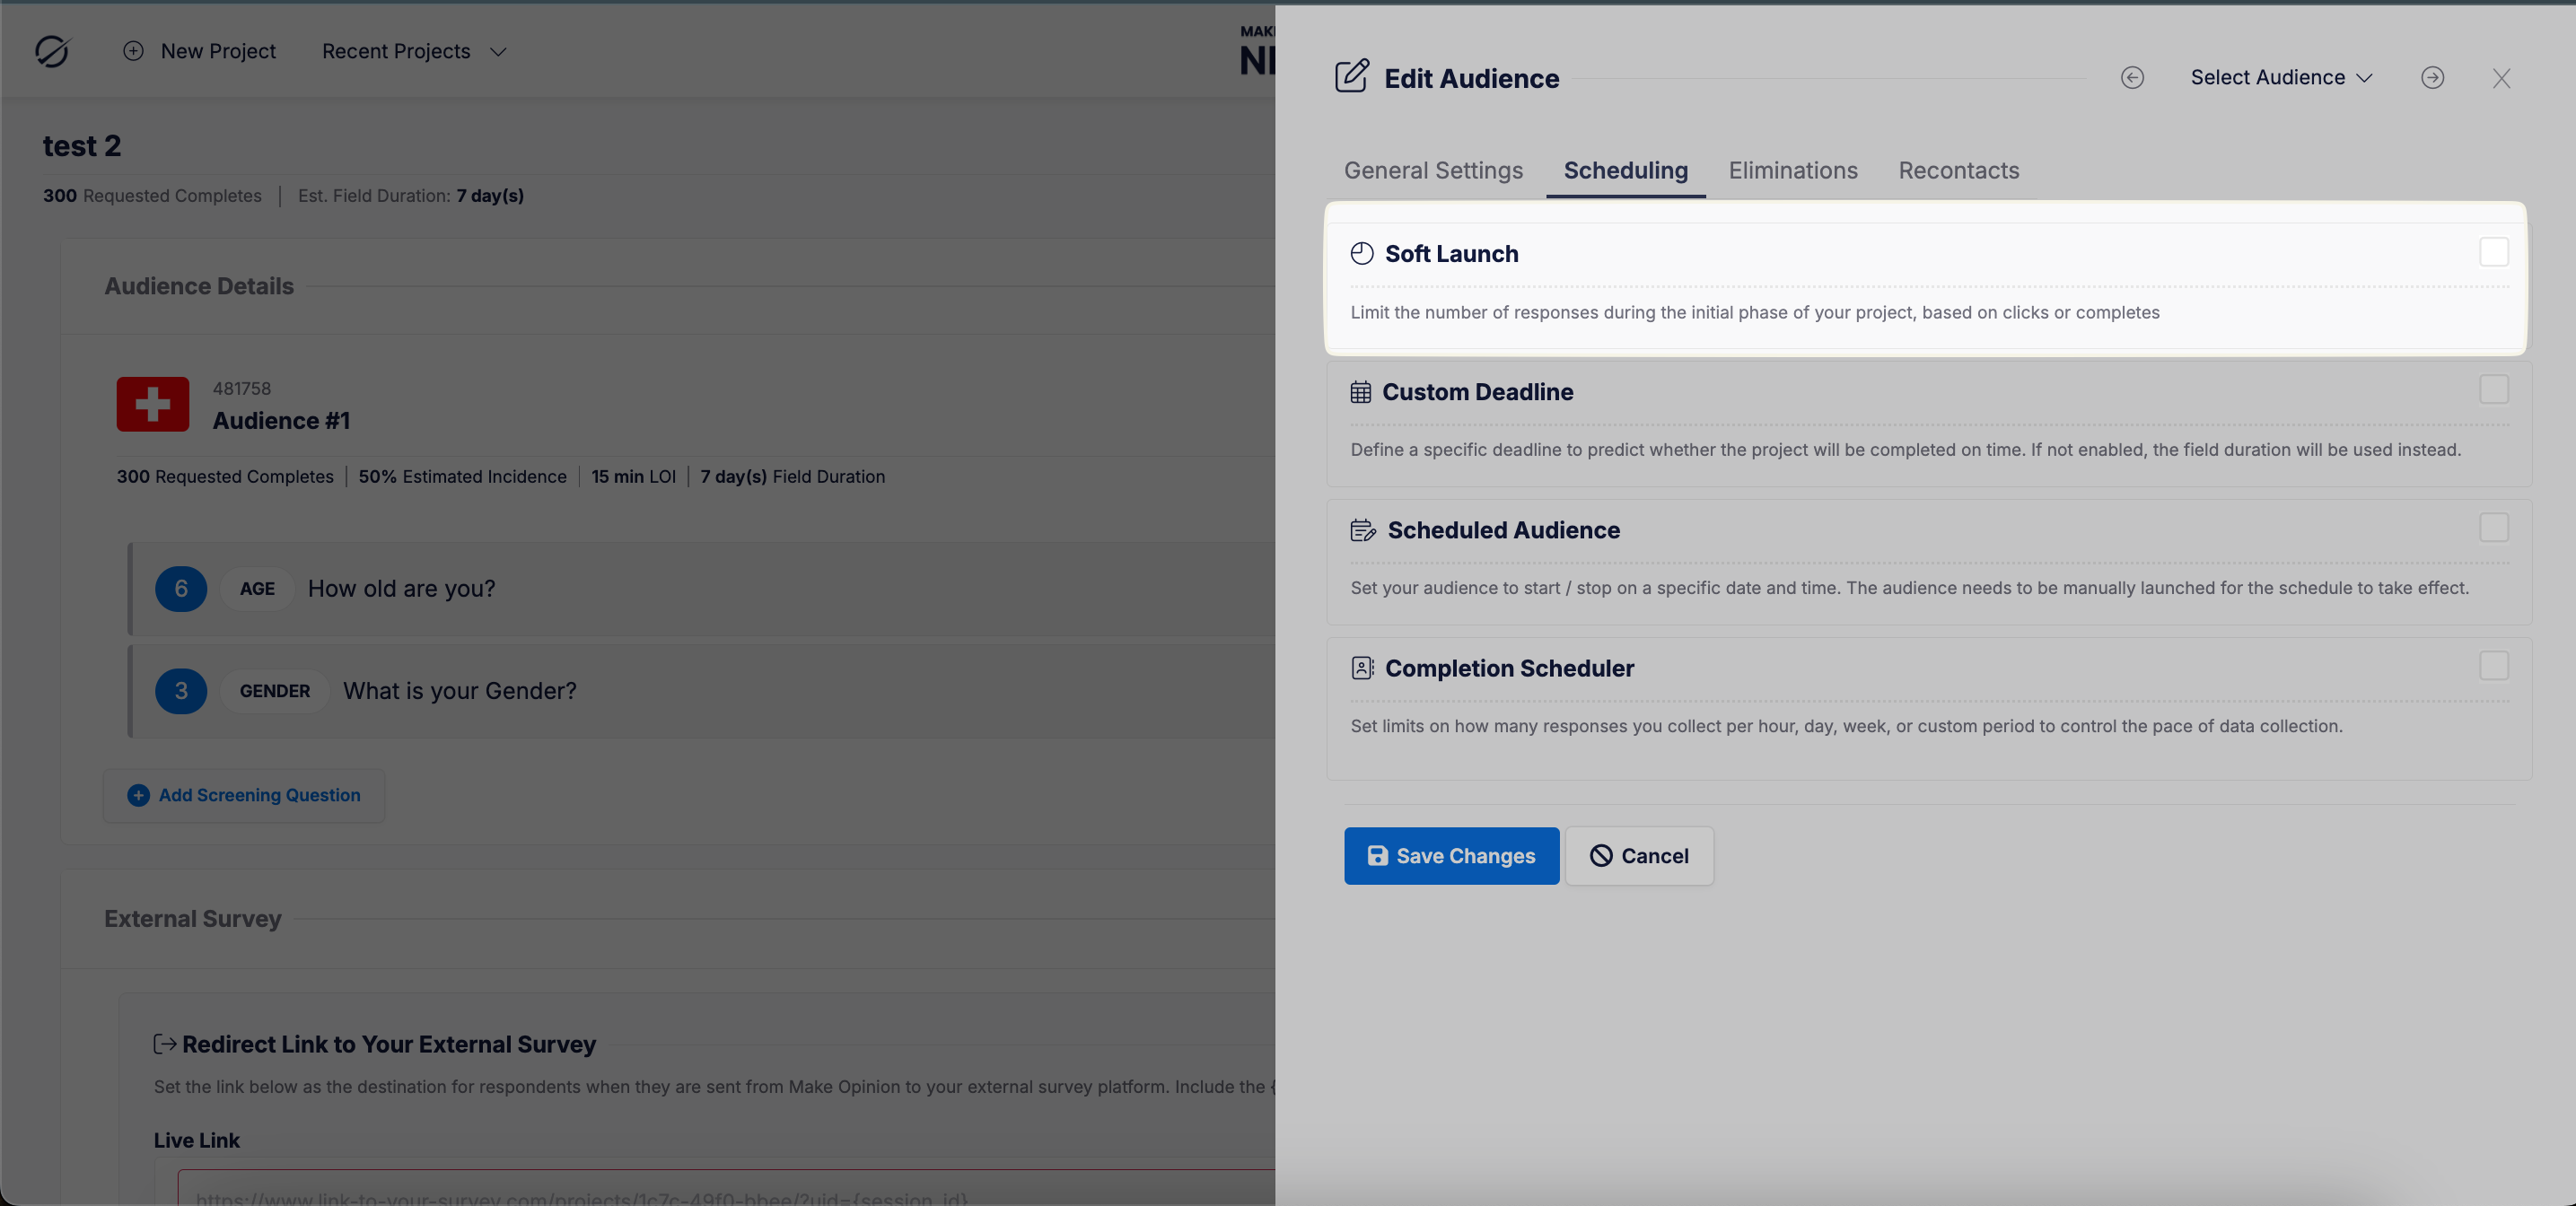 New Project
Recent Projects
MAKE
test 2
300 Requested Completes | Est. Field Duration: 7 day(s)
Audience Details
481758
Audience #1
300 Requested Completes | 50% Estimated Incidence | 15 min LOI | 7 day(s) Field Duration
6 AGE How old are you?
3 GENDER What is your Gender?
Add Screening Question
External Survey
Redirect Link to Your External Survey
Set the link below as the destination for respondents when they are sent from Make Opinion to your external survey platform. Include the {
Live Link
https://www.link-to-your-survey.com/projects/1c7c-49f0-bbee/?uid={session_id}
Edit Audience
Select Audience
General Settings
Scheduling
Eliminations
Recontacts
Soft Launch
Limit the number of responses during the initial phase of your project, based on clicks or completes
Custom Deadline
Define a specific deadline to predict whether the project will be completed on time. If not enabled, the field duration will be used instead.
Scheduled Audience
Set your audience to start / stop on a specific date and time. The audience needs to be manually launched for the schedule to take effect.
Completion Scheduler
Set limits on how many responses you collect per hour, day, week, or custom period to control the pace of data collection.
Save Changes
Cancel